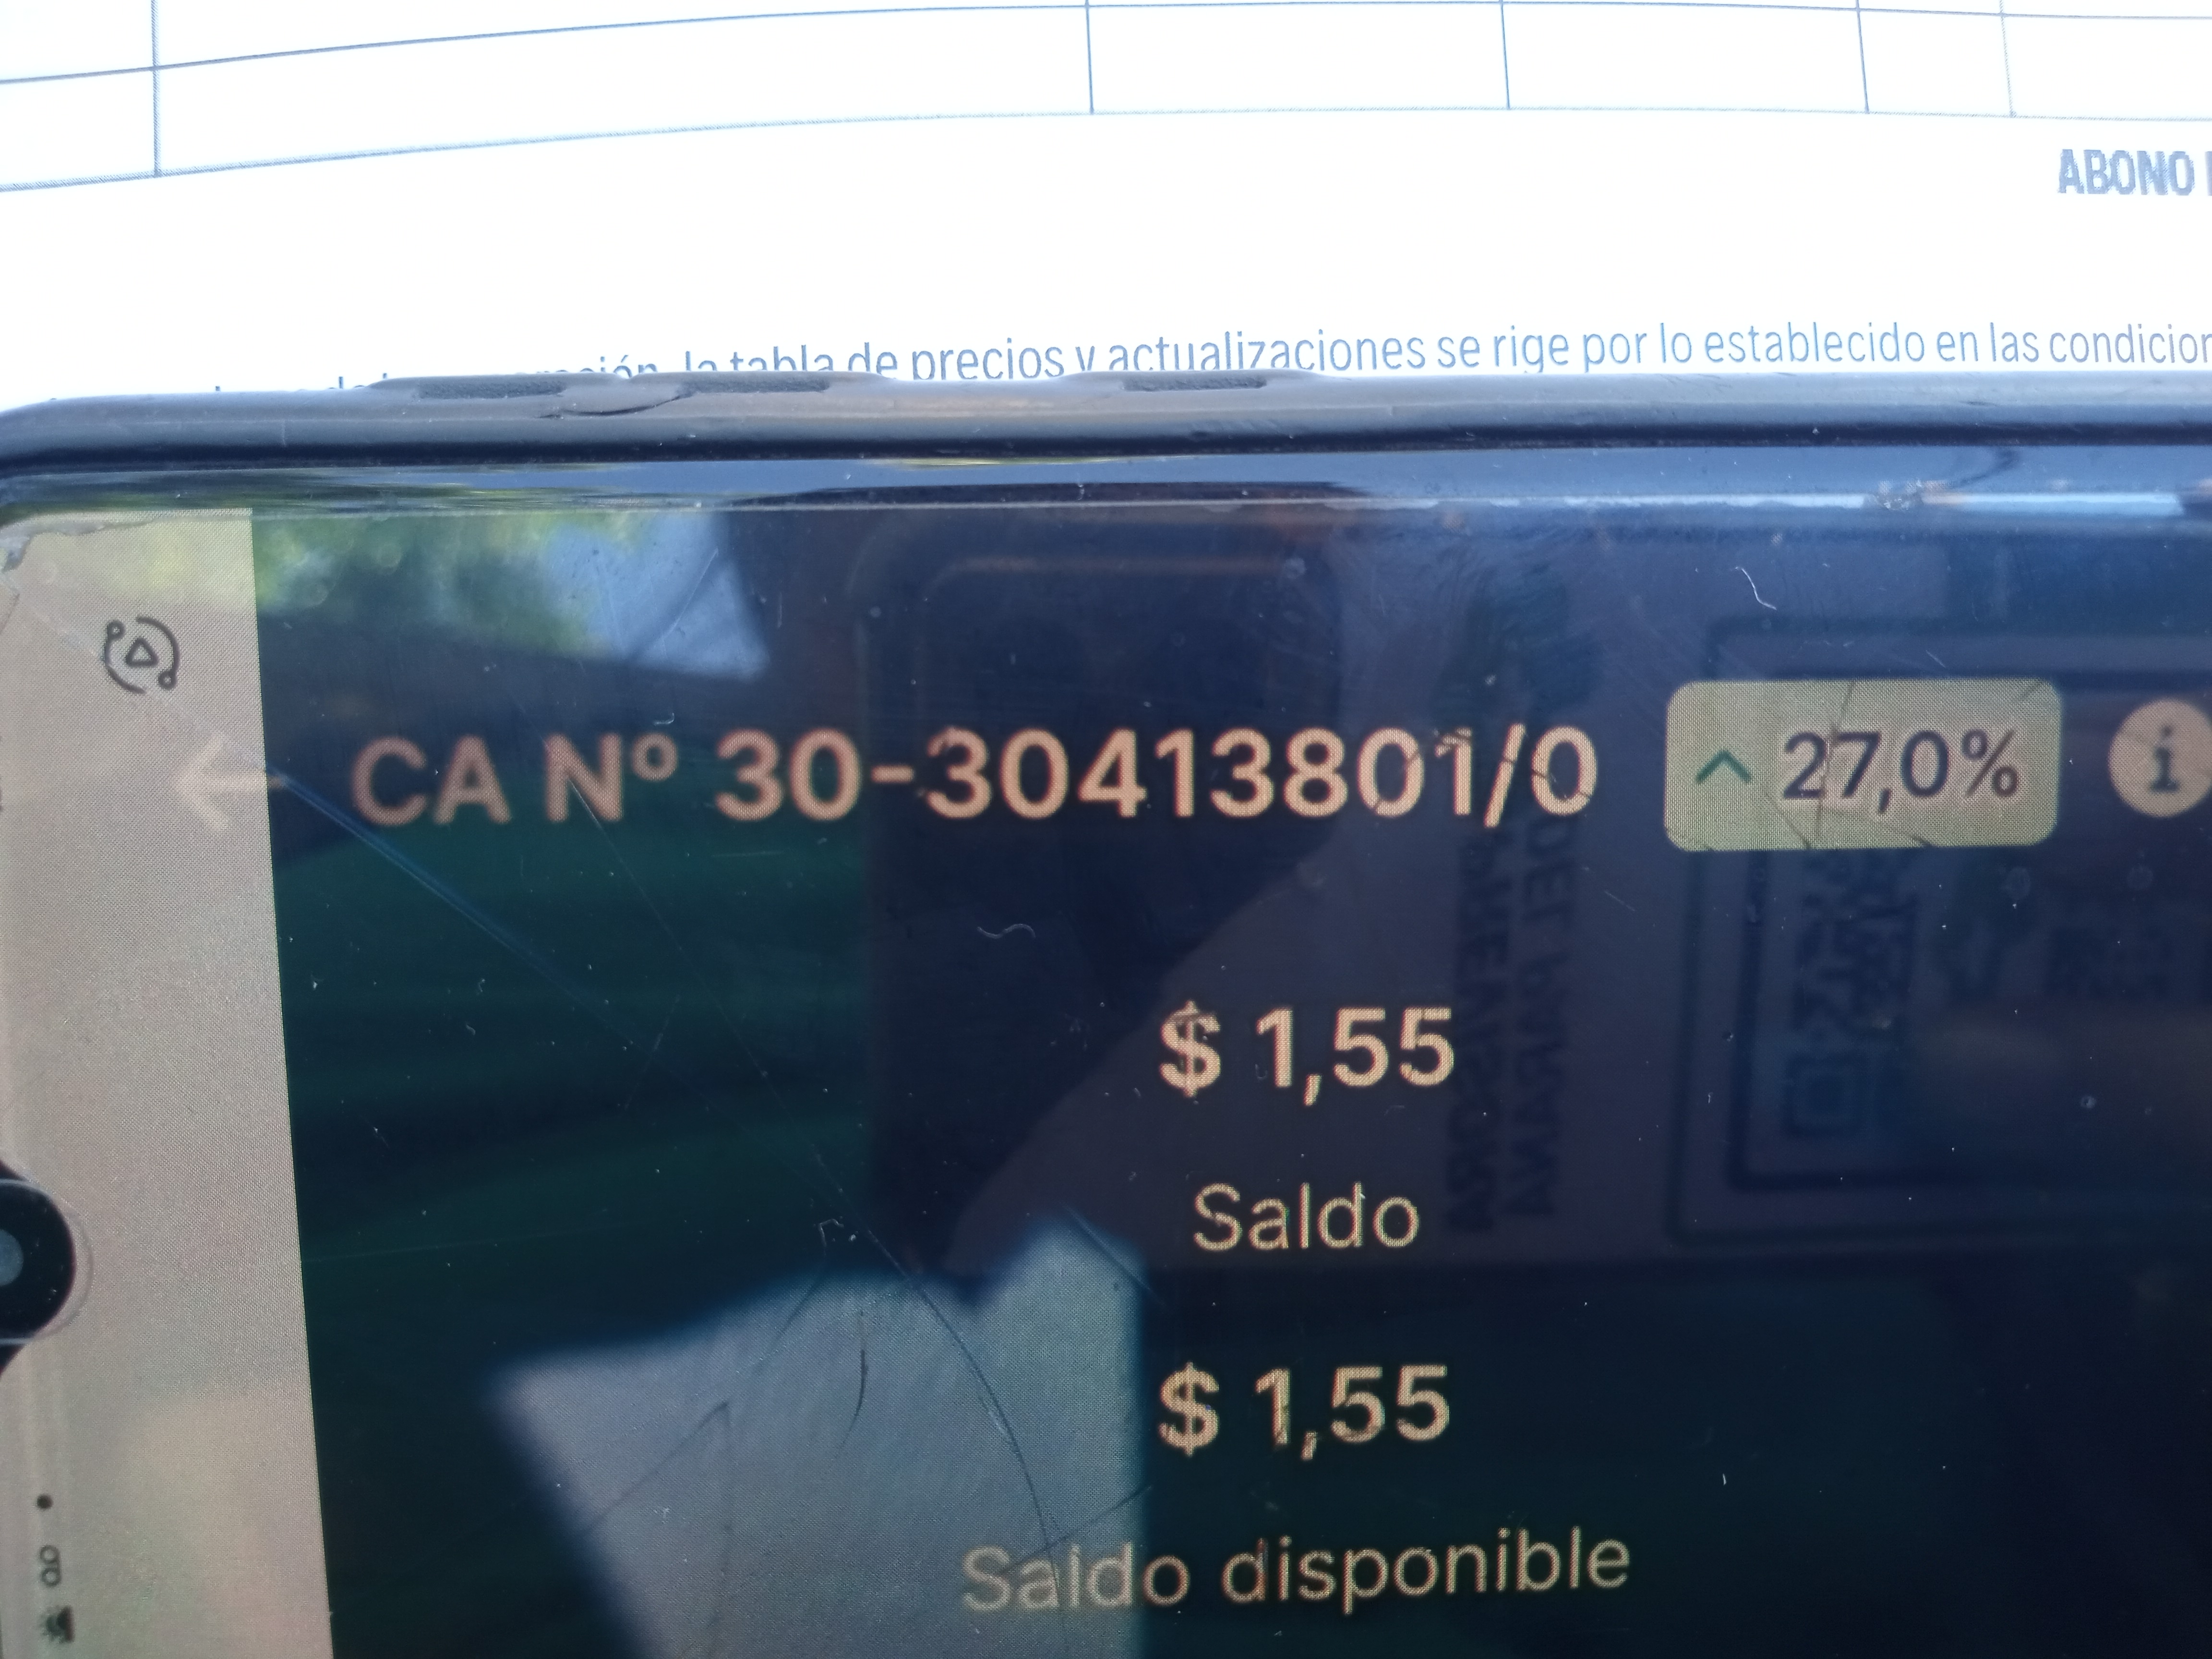 ABONO
la tabla de precios y actualizaciones se rige por lo establecido en las condicion
CA Nº 30-30413801/0 27,0% i
$ 1,55
Saldo
$ 1,55
Saldo disponible